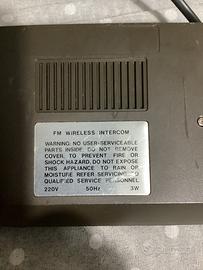 FM WIRELESS INTERCOM
WARNING: NO USER-SERVICEABLE
PARTS INSIDE. DO NOT REMOVE
COVER, TO PREVENT FIRE OR
SHOCK HAZARD, DO NOT EXPOSE
THIS APPLIANCE TO RAIN OR
MOISTURE REFER SERVICING TO
QUALIFIED SERVICE PERSONNEL
220V 50Hz 3W